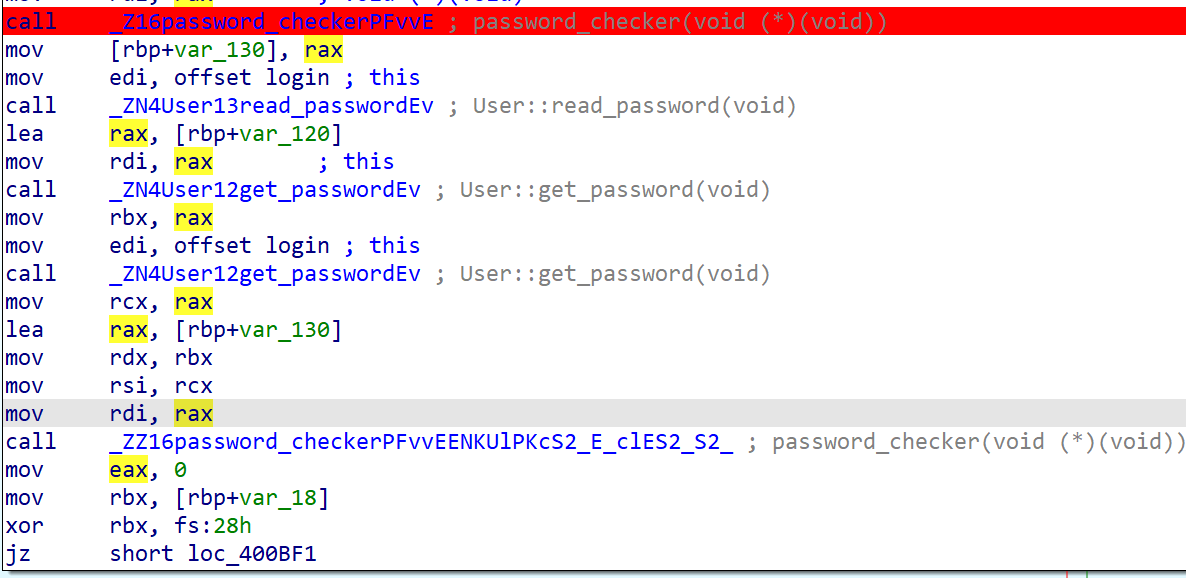 call    _Z16password_checkerPFvvE ; password_checker(void (*)(void))
mov     [rbp+var_130], rax
mov     edi, offset login ; this
call    _ZN4User13read_passwordEv ; User::read_password(void)
lea     rax, [rbp+var_120]
mov     rdi, rax        ; this
call    _ZN4User12get_passwordEv ; User::get_password(void)
mov     rbx, rax
mov     edi, offset login ; this
call    _ZN4User12get_passwordEv ; User::get_password(void)
mov     rcx, rax
lea     rax, [rbp+var_130]
mov     rdx, rbx
mov     rsi, rcx
mov     rdi, rax
call    _ZZ16password_checkerPFvvEENKUlPKcS2_E_clES2_S2_ ; password_checker(void (*)(void))
mov     eax, 0
mov     rbx, [rbp+var_18]
xor     rbx, fs:28h
jz      short loc_400BF1